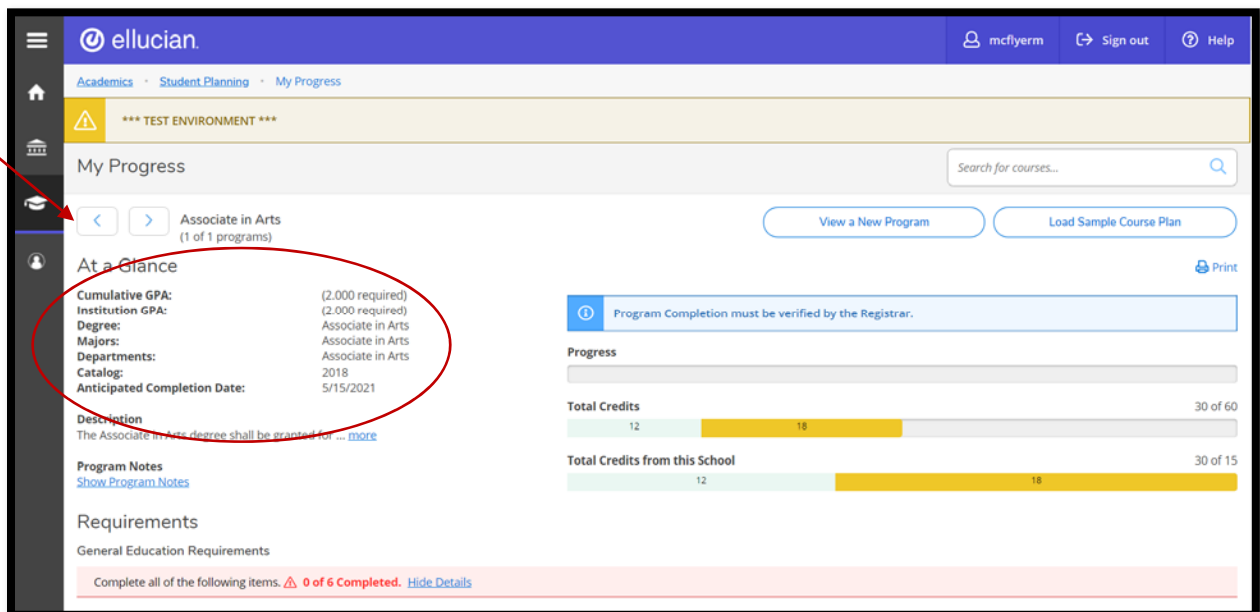 ellucian.
mcflyerm
Sign out
Help
Academics · Student Planning · My Progress
*** TEST ENVIRONMENT ***
My Progress
Search for courses...
Associate in Arts
(1 of 1 programs)
View a New Program
Load Sample Course Plan
At a Glance
Print
Cumulative GPA: (2.000 required)
Institution GPA: (2.000 required)
Degree: Associate in Arts
Majors: Associate in Arts
Departments: Associate in Arts
Catalog: 2018
Anticipated Completion Date: 5/15/2021
Description
The Associate in Arts degree shall be granted for ... more
Program Notes
Show Program Notes
Program Completion must be verified by the Registrar.
Progress
Total Credits 30 of 60
12 18
Total Credits from this School 30 of 15
12 18
Requirements
General Education Requirements
Complete all of the following items. 0 of 6 Completed. Hide Details